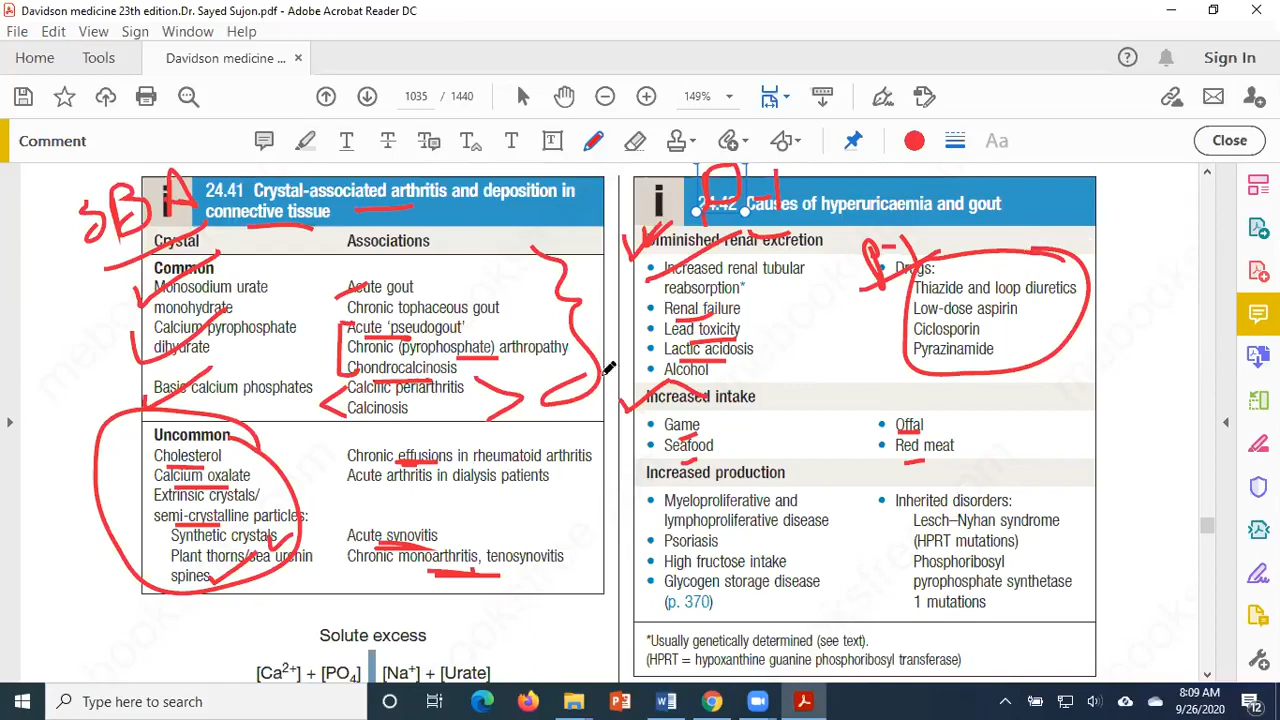 Davidson medicine 23th edition.Dr. Sayed Sujon.pdf - Adobe Acrobat Reader DC
File Edit View Sign Window Help
Home Tools Davidson medicine ... × Sign In
1035 / 1440 149%
Comment Aa Close
SBA
24.41 Crystal-associated arthritis and deposition in
connective tissue
Crystal Associations
Common
Monosodium urate Acute gout
monohydrate Chronic tophaceous gout
Calcium pyrophosphate Acute ‘pseudogout’
dihydrate Chronic (pyrophosphate) arthropathy
Chondrocalcinosis
Basic calcium phosphates Calcific periarthritis
Calcinosis
Uncommon
Cholesterol Chronic effusions in rheumatoid arthritis
Calcium oxalate Acute arthritis in dialysis patients
Extrinsic crystals/
semi-crystalline particles:
Synthetic crystals Acute synovitis
Plant thorns/sea urchin Chronic monoarthritis, tenosynovitis
spines
Solute excess
[Ca2+] + [PO4] [Na+] + [Urate]
24.42 Causes of hyperuricaemia and gout
Diminished renal excretion
• Increased renal tubular
reabsorption*
• Renal failure
• Lead toxicity
• Lactic acidosis
• Alcohol
• Drugs:
Thiazide and loop diuretics
Low-dose aspirin
Ciclosporin
Pyrazinamide
Increased intake
• Game • Offal
• Seafood • Red meat
Increased production
• Myeloproliferative and
lymphoproliferative disease
• Psoriasis
• High fructose intake
• Glycogen storage disease
(p. 370)
• Inherited disorders:
Lesch–Nyhan syndrome
(HPRT mutations)
Phosphoribosyl
pyrophosphate synthetase
1 mutations
*Usually genetically determined (see text).
(HPRT = hypoxanthine guanine phosphoribosyl transferase)
Type here to search
8:09 AM
9/26/2020
12